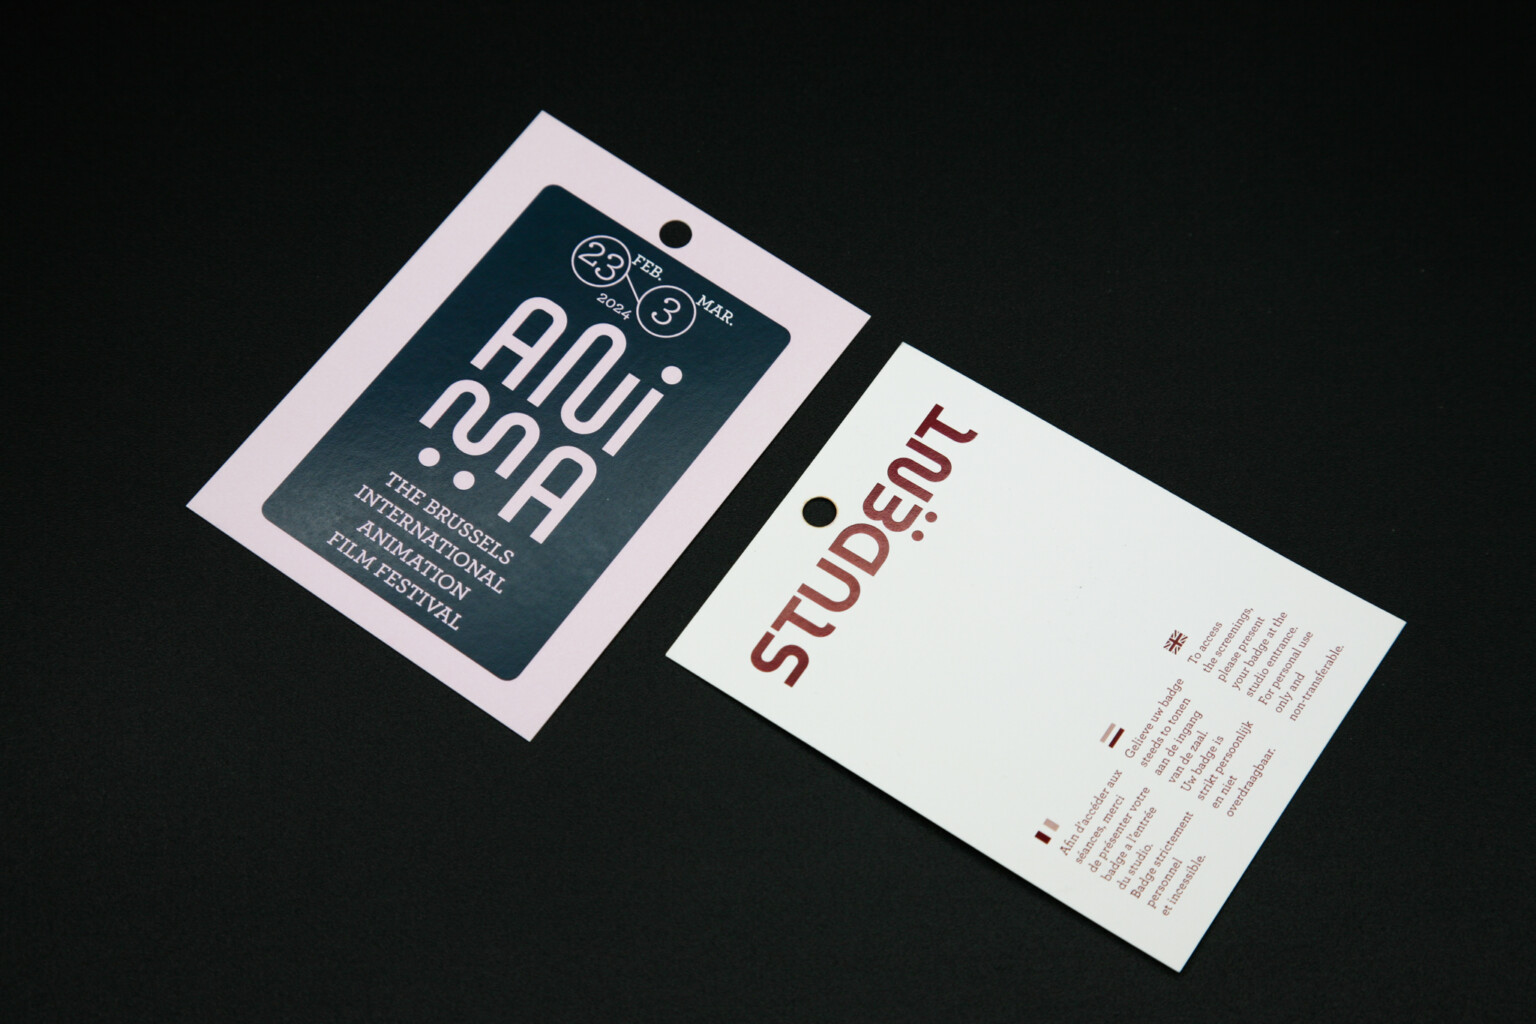 23 FEB.
2024 3 MAR.
ANi
MA
THE BRUSSELS
INTERNATIONAL
ANIMATION
FILM FESTIVAL
STUDENT
Afin d'accéder aux
séances, merci
de présenter votre
badge a l'entrée
du studio.
Badge strictement
personnel
et incessible.
Gelieve uw badge
steeds to tonen
aan de ingang
van de zaal.
Uw badge is
strikt persoonlijk
en niet
overdraagbaar.
To access
the screenings,
please present
your badge at the
studio entrance.
For personal use
only and
non-transferable.